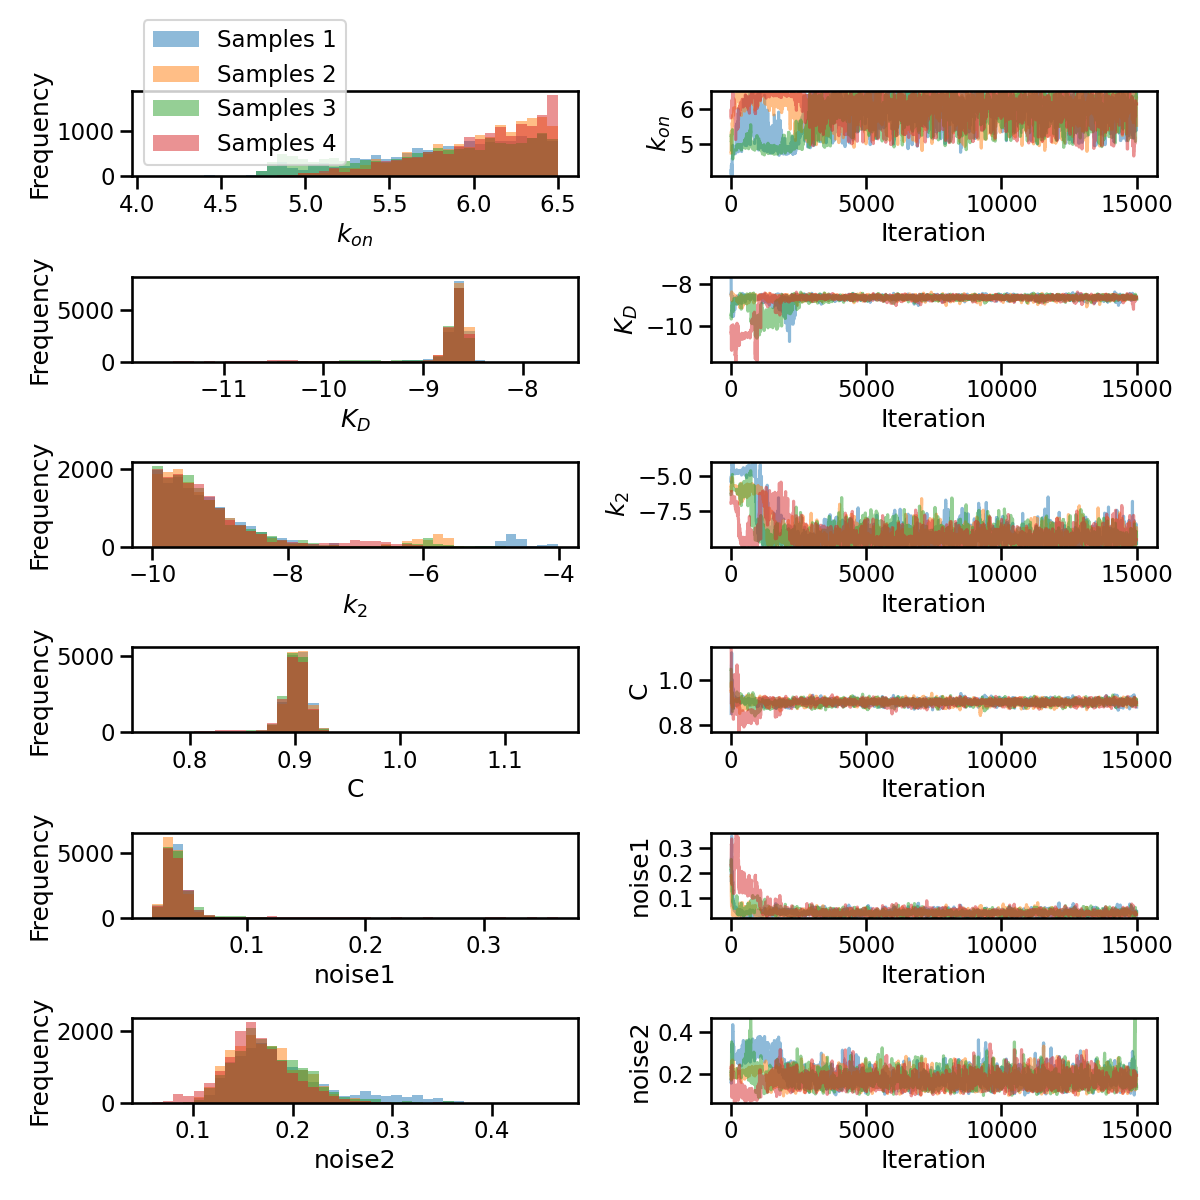 Samples 1
Samples 2
Samples 3
Samples 4
Frequency
1000
0
4.0 4.5 5.0 5.5 6.0 6.5
k_on
k_on
6
5
0 5000 10000 15000
Iteration
Frequency
5000
0
−11 −10 −9 −8
K_D
K_D
−8
−10
0 5000 10000 15000
Iteration
Frequency
2000
0
−10 −8 −6 −4
k_2
k_2
−5.0
−7.5
0 5000 10000 15000
Iteration
Frequency
5000
0
0.8 0.9 1.0 1.1
C
C
1.0
0.8
0 5000 10000 15000
Iteration
Frequency
5000
0
0.1 0.2 0.3
noise1
noise1
0.3
0.2
0.1
0 5000 10000 15000
Iteration
Frequency
2000
0
0.1 0.2 0.3 0.4
noise2
noise2
0.4
0.2
0 5000 10000 15000
Iteration